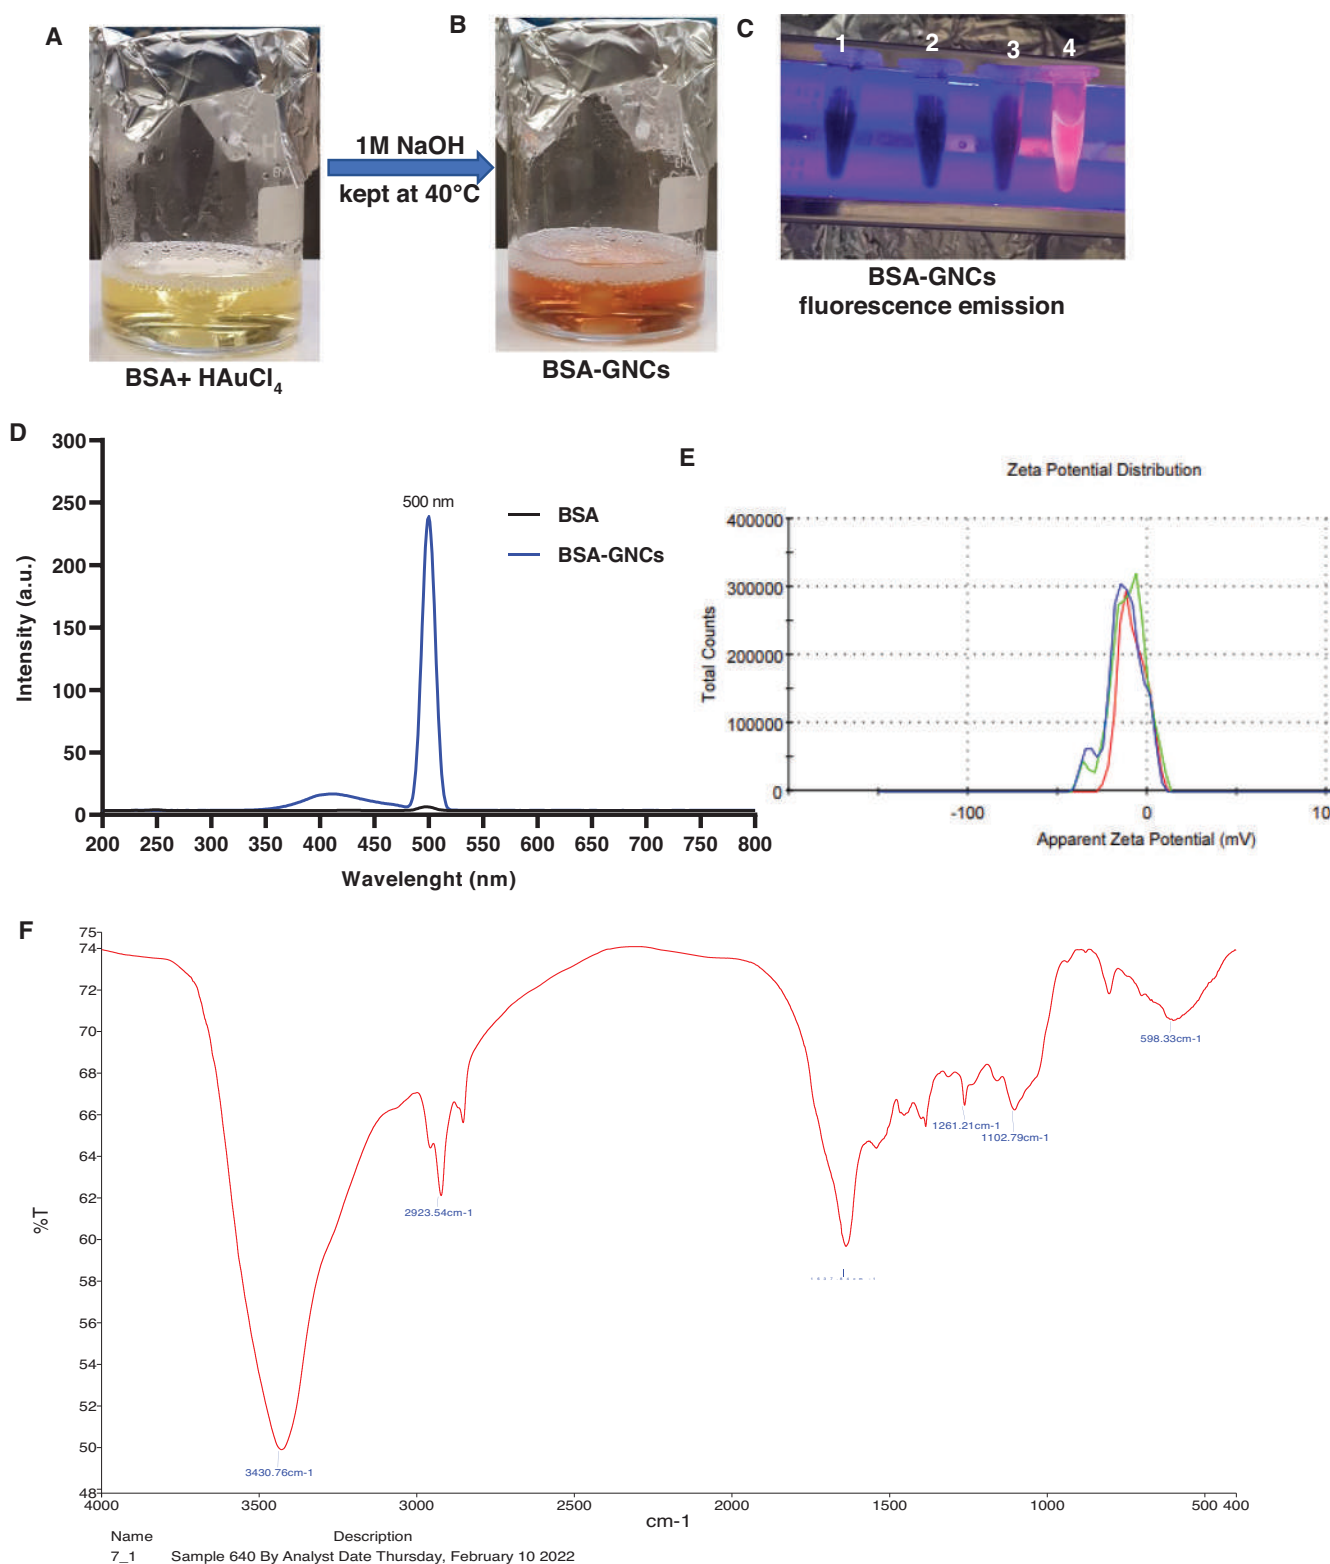 A
B
C
1 2 3 4
1M NaOH
kept at 40°C
BSA+ HAuCl4
BSA-GNCs
BSA-GNCs
fluorescence emission
D
300
250
200
150
100
50
0
Intensity (a.u.)
500 nm
BSA
BSA-GNCs
200 250 300 350 400 450 500 550 600 650 700 750 800
Wavelenght (nm)
E
Zeta Potential Distribution
400000
300000
200000
100000
0
Total Counts
-100 0 10
Apparent Zeta Potential (mV)
F
75
74
72
70
68
66
64
62
60
58
56
54
52
50
48
%T
3430.76cm-1
2923.54cm-1
1261.21cm-1
1102.79cm-1
598.33cm-1
4000 3500 3000 2500 2000 1500 1000 500 400
cm-1
Name Description
7_1 Sample 640 By Analyst Date Thursday, February 10 2022